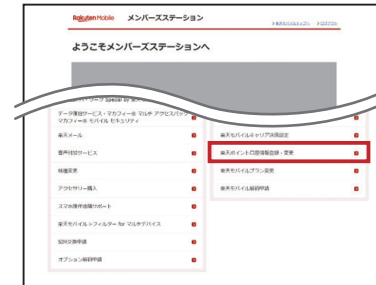 Rakuten Mobile メンバーズステーション
ようこそメンバーズステーションへ
データ復旧サービス・マカフィー® マルチ アクセスパック
マカフィー® モバイル セキュリティ
楽天メール
楽天モバイルキャリア決済設定
音声付加サービス
楽天ポイント口座情報登録・変更
機種変更
楽天モバイルプラン変更
アクセサリー購入
楽天モバイル解約申請
スマホ操作遠隔サポート
楽天モバイル i-フィルター for マルチデバイス
SIM交換申請
オプション解約申請